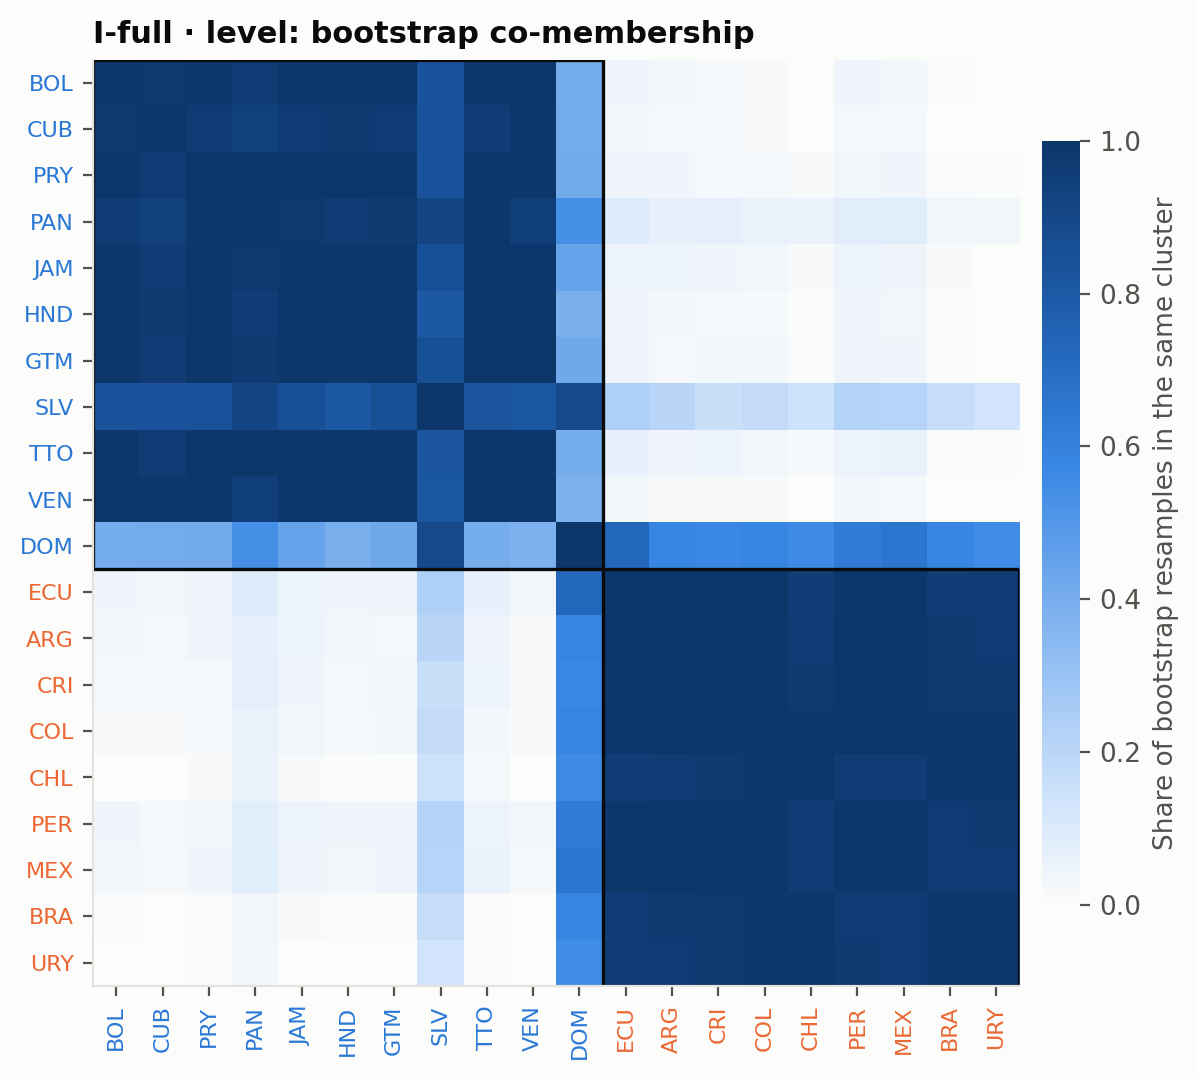 I-full · level: bootstrap co-membership
BOL
CUB
PRY
PAN
JAM
HND
GTM
SLV
TTO
VEN
DOM
ECU
ARG
CRI
COL
CHL
PER
MEX
BRA
URY
BOL CUB PRY PAN JAM HND GTM SLV TTO VEN DOM ECU ARG CRI COL CHL PER MEX BRA URY
1.0
0.8
0.6
0.4
0.2
0.0
Share of bootstrap resamples in the same cluster